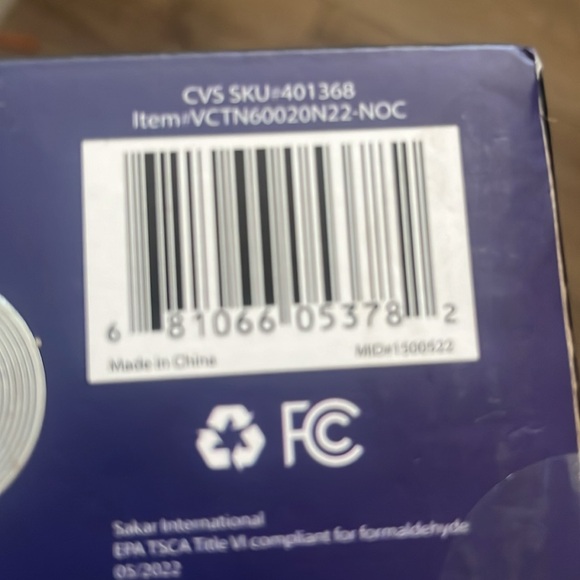 CVS SKU#401368
Item#VCTN60020N22-NOC
6 81066 05378 2
Made in China
MID#1500522
FC
Sakar International
EPA TSCA Title VI compliant for formaldehyde
05/2022